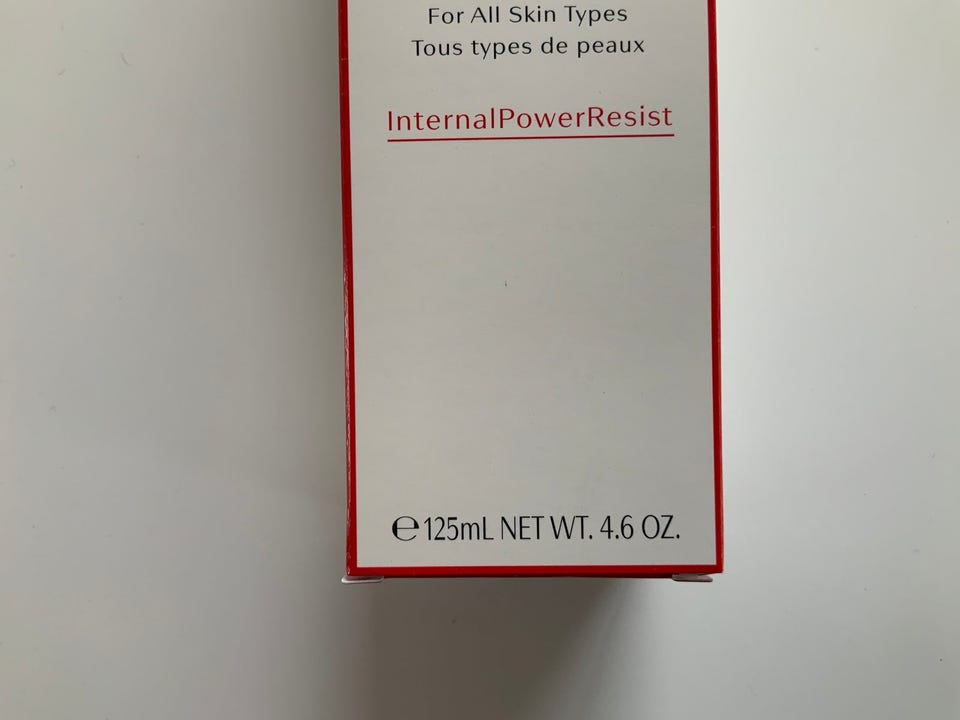 For All Skin Types
Tous types de peaux
InternalPowerResist
℮125mL NET WT. 4.6 OZ.